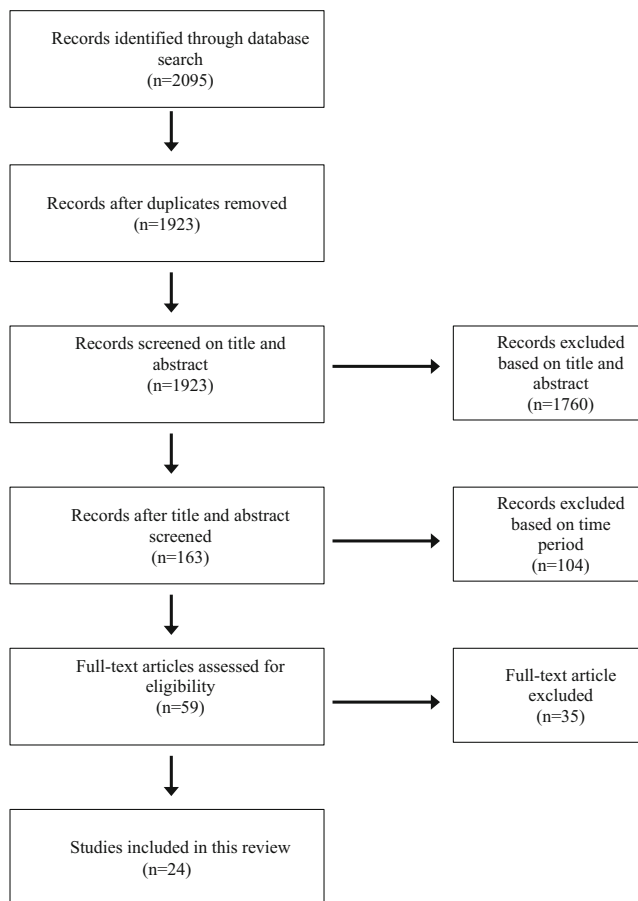 Records identified through database
search
(n=2095)
Records after duplicates removed
(n=1923)
Records screened on title and
abstract
(n=1923)
Records excluded
based on title and
abstract
(n=1760)
Records after title and abstract
screened
(n=163)
Records excluded
based on time
period
(n=104)
Full-text articles assessed for
eligibility
(n=59)
Full-text article
excluded
(n=35)
Studies included in this review
(n=24)